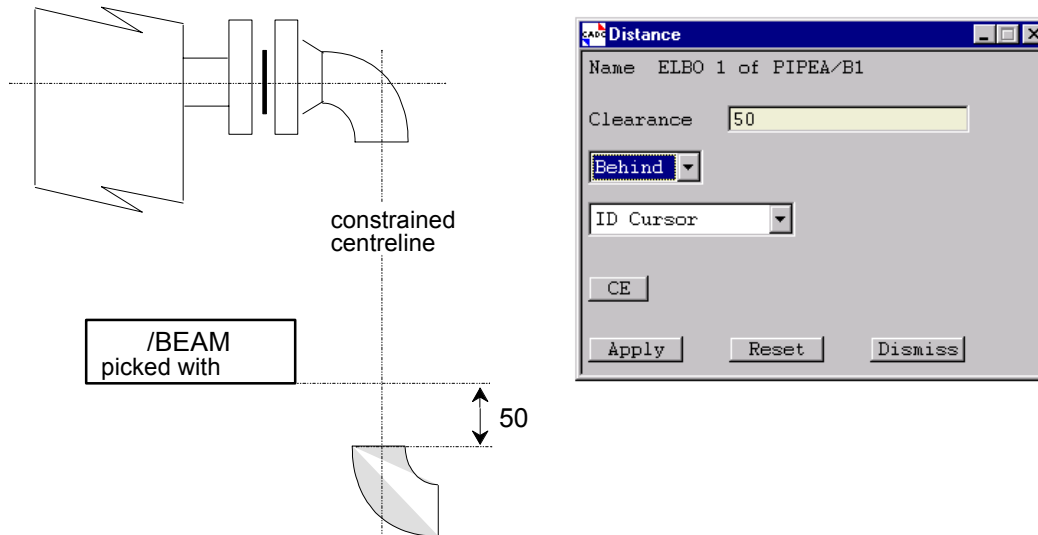 constrained
centreline
/BEAM
picked with
50
CADC Distance
Name ELBO 1 of PIPEA/B1
Clearance 50
Behind
ID Cursor
CE
Apply Reset Dismiss